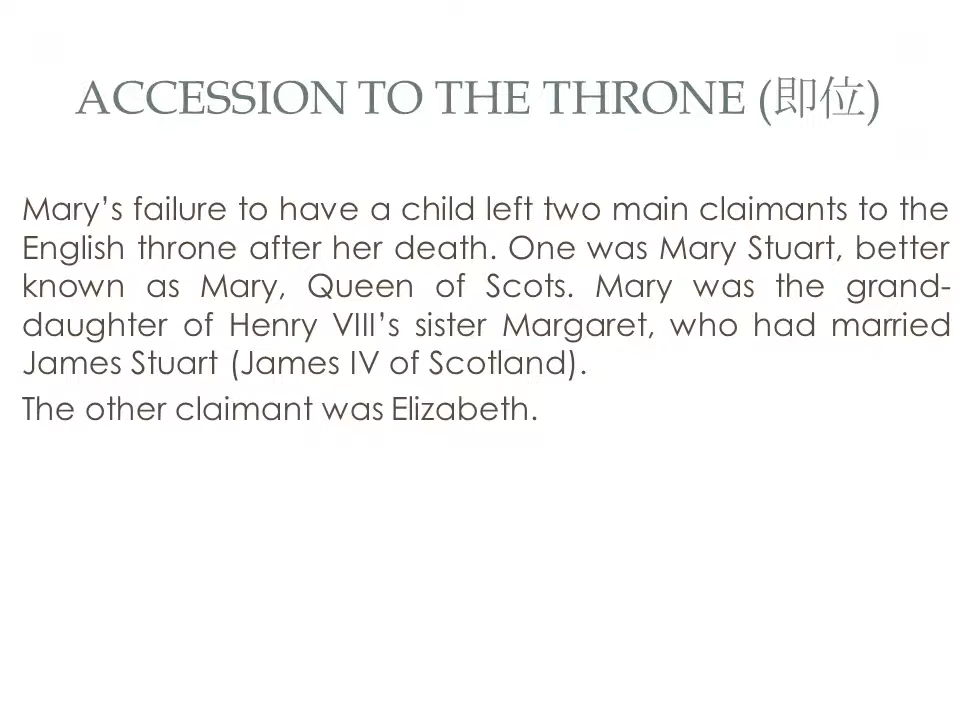 ACCESSION TO THE THRONE (即位)
Mary’s failure to have a child left two main claimants to the
English throne after her death. One was Mary Stuart, better
known as Mary, Queen of Scots. Mary was the grand-
daughter of Henry VIII’s sister Margaret, who had married
James Stuart (James IV of Scotland).
The other claimant was Elizabeth.